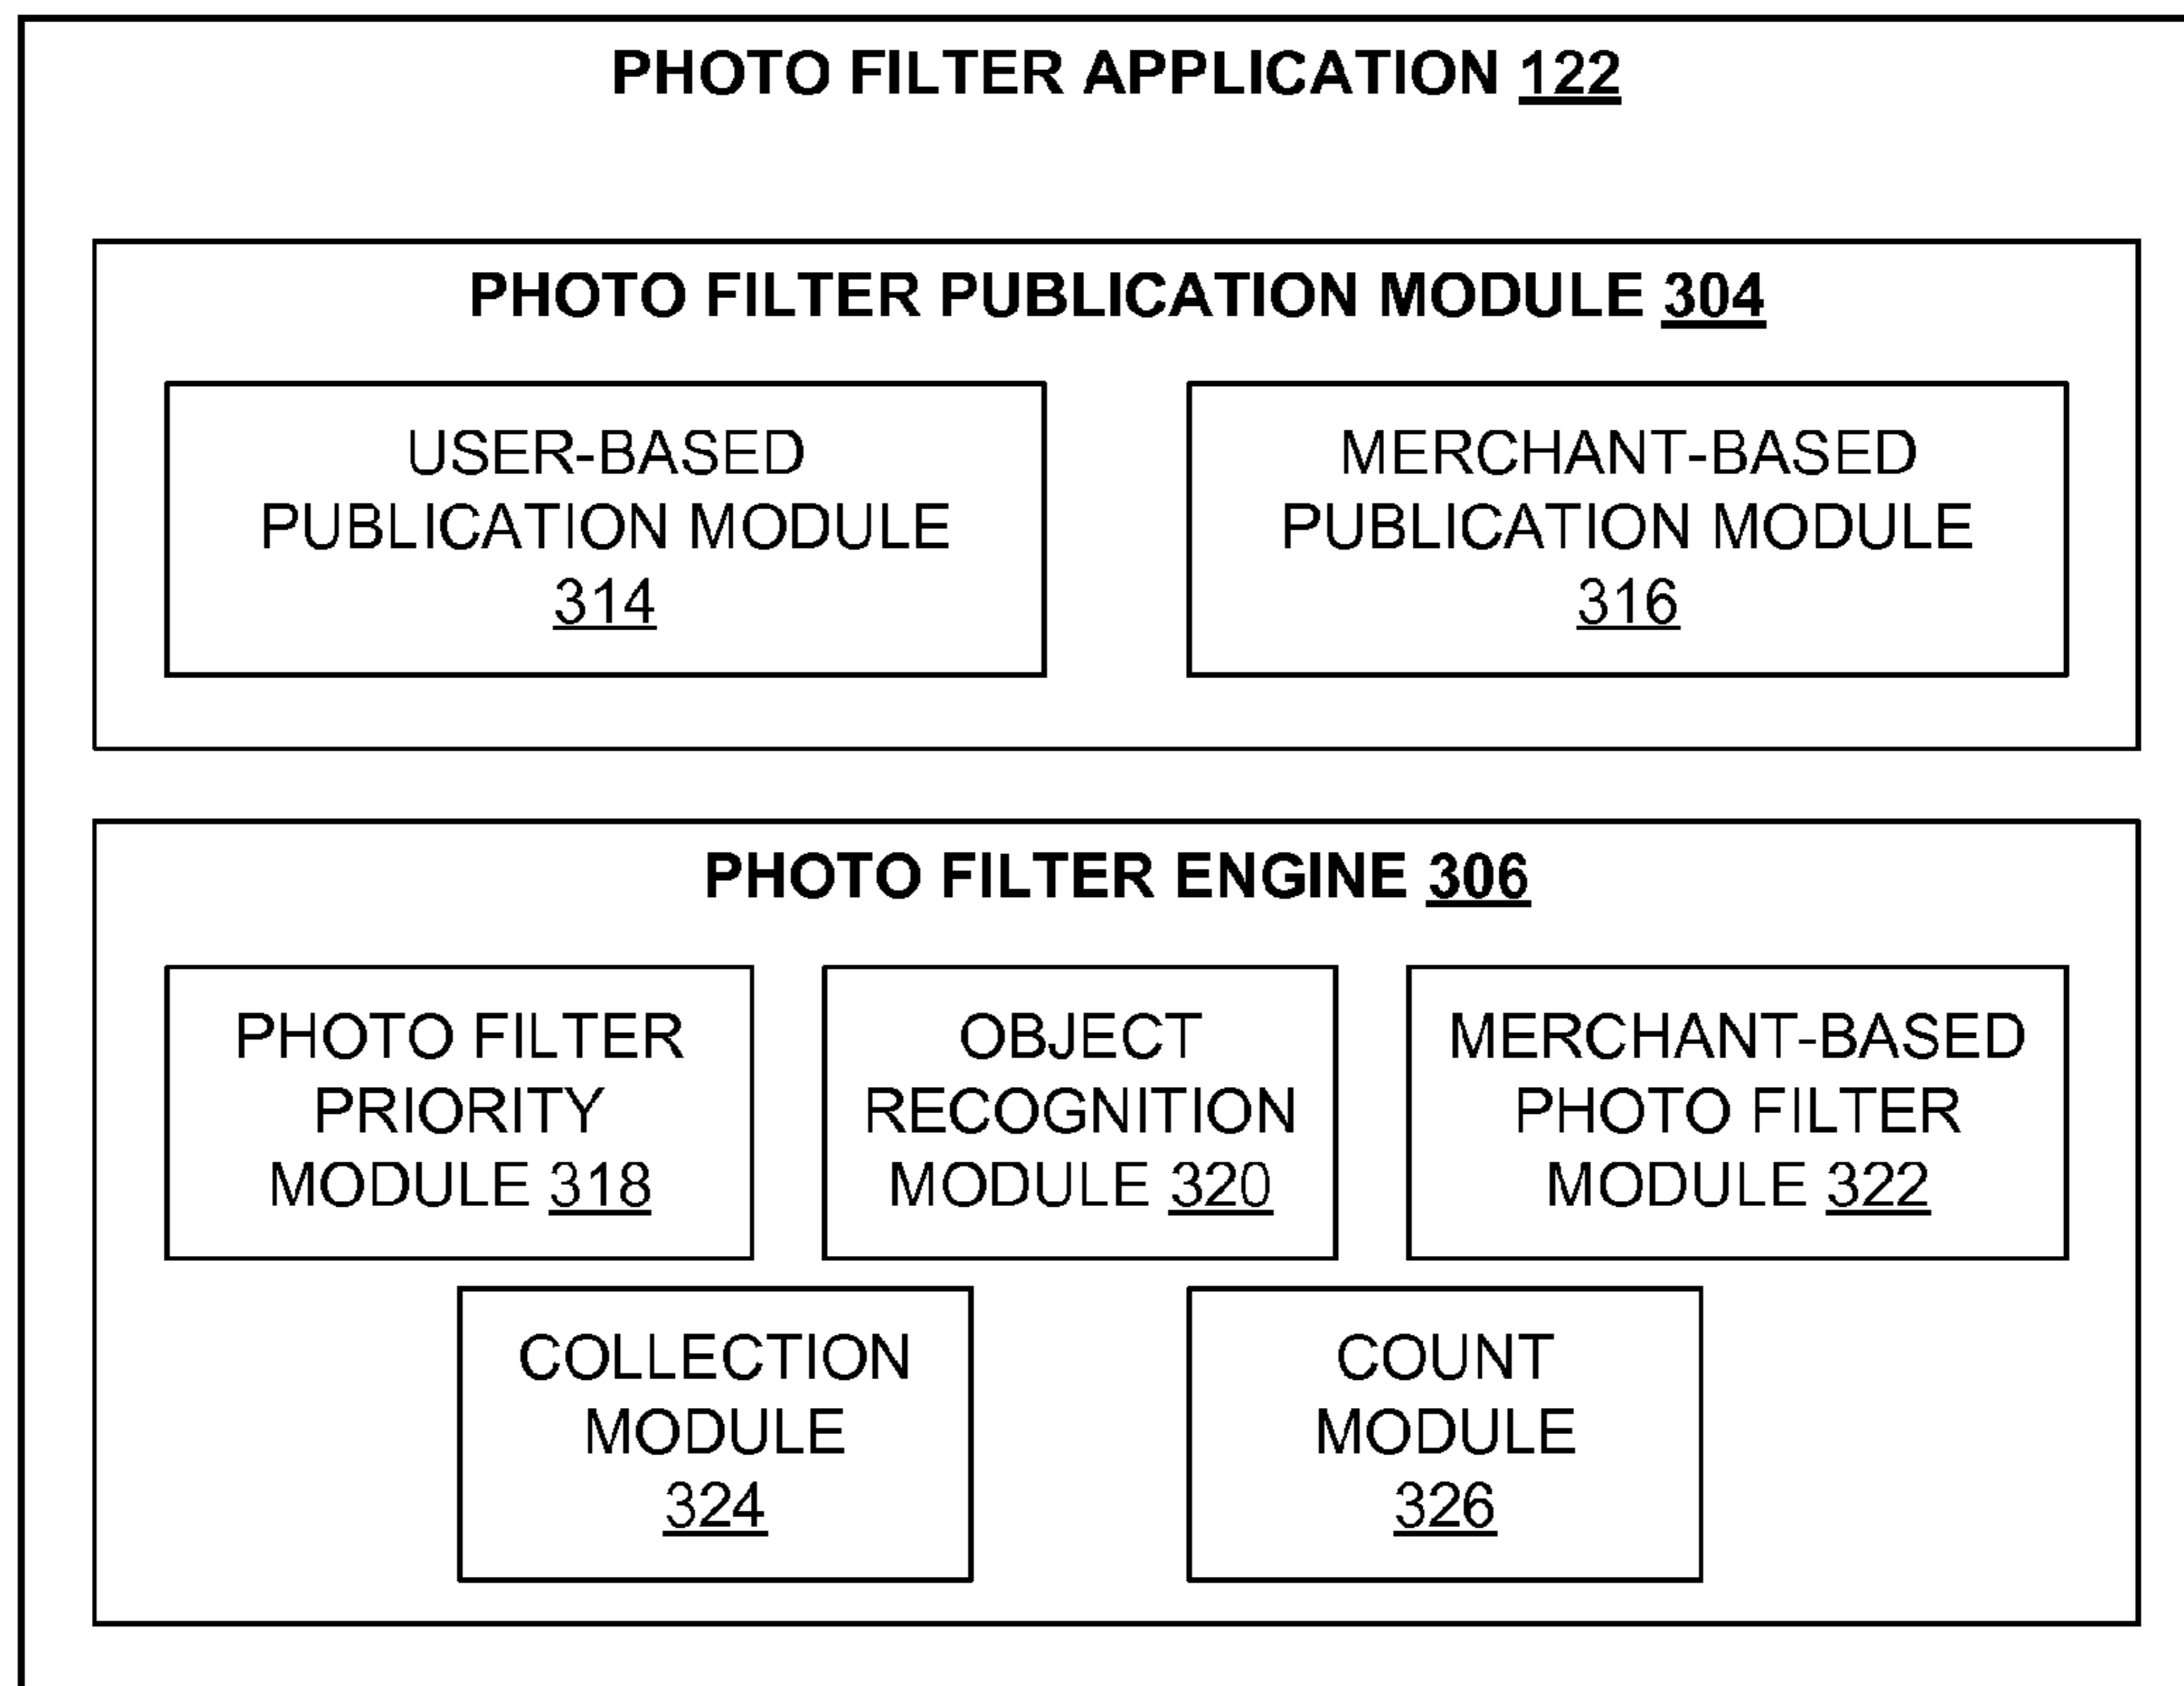 PHOTO FILTER APPLICATION 122
PHOTO FILTER PUBLICATION MODULE 304
USER-BASED
PUBLICATION MODULE
314
MERCHANT-BASED
PUBLICATION MODULE
316
PHOTO FILTER ENGINE 306
PHOTO FILTER
PRIORITY
MODULE 318
OBJECT
RECOGNITION
MODULE 320
MERCHANT-BASED
PHOTO FILTER
MODULE 322
COLLECTION
MODULE
324
COUNT
MODULE
326